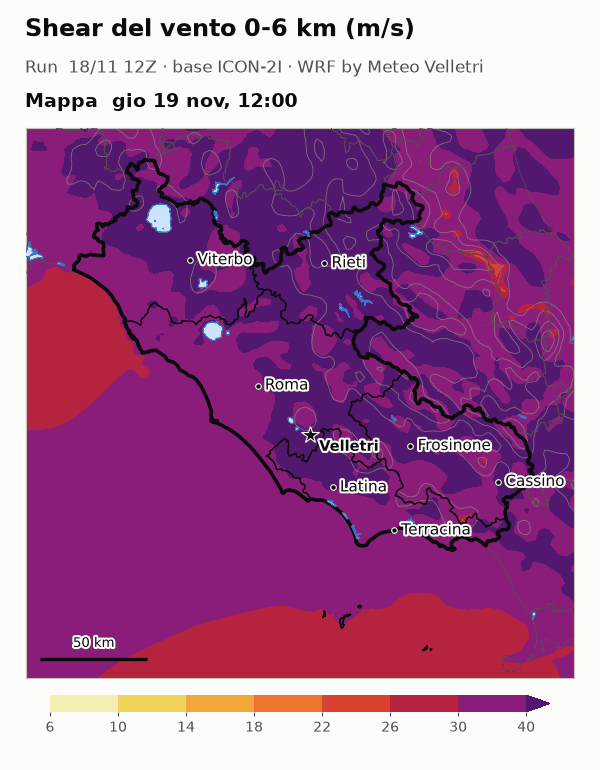 Shear del vento 0-6 km (m/s)
Run  18/11 12Z · base ICON-2I · WRF by Meteo Velletri
Mappa  gio 19 nov, 12:00
Viterbo
Rieti
Roma
Velletri
Frosinone
Latina
Cassino
Terracina
50 km
6 10 14 18 22 26 30 40